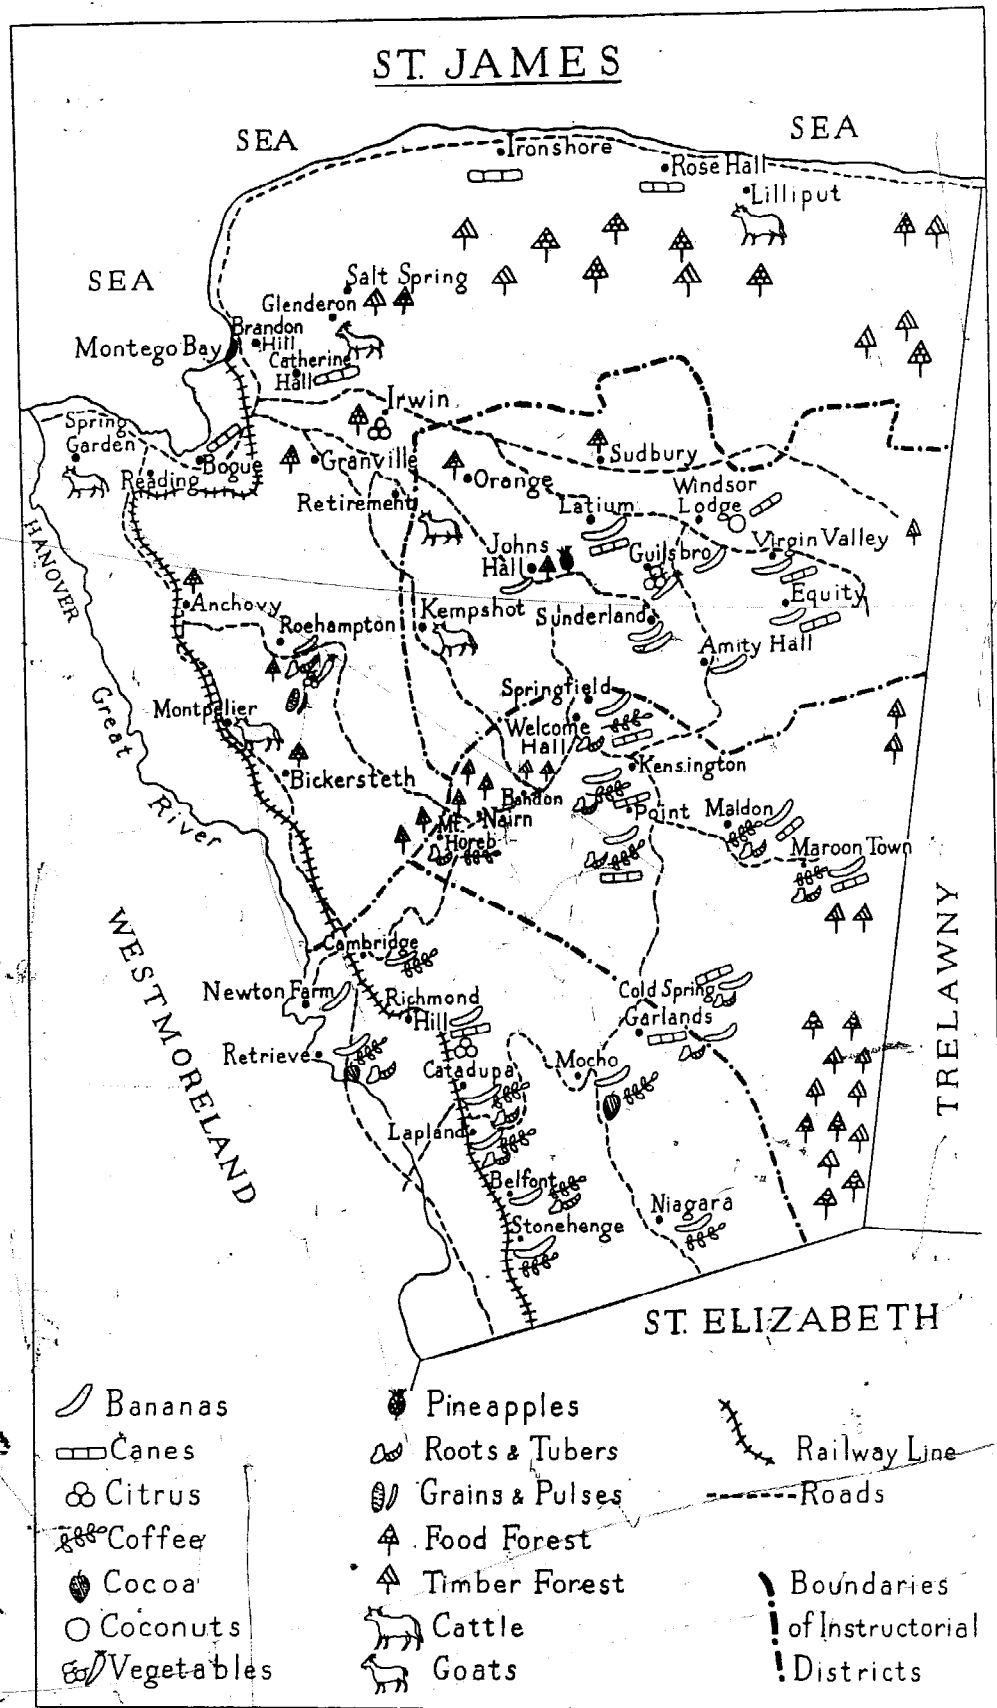 ST. JAMES
SEA
SEA
Ironshore
Rose Hall
Lilliput
SEA
Salt Spring
Glenderon
Brandon
Hill
Montego Bay
Catherine
Hall
Irwin
Spring
Garden
Sudbury
Bogue
Granville
Reading
Orange
Retirement
Windsor
Lodge
Latium
HANOVER
Johns
Hall
Guilsbro
Virgin Valley
Equity
Anchovy
Kempshot
Sunderland
Roehampton
Amity Hall
Great
River
Springfield
Montpelier
Welcome
Hall
Kensington
Bickersteth
Bandon
Point
Maldon
Nairn
Mt.
Horeb
Maroon Town
WESTMORELAND
TRELAWNY
Cambridge
Newton Farm
Richmond
Hill
Cold Spring
Garlands
Retrieve
Mocho
Catadupa
Lapland
Belfont
Niagara
Stonehenge
ST. ELIZABETH
Bananas
Canes
Citrus
Coffee
Cocoa
Coconuts
Vegetables
Pineapples
Roots & Tubers
Grains & Pulses
Food Forest
Timber Forest
Cattle
Goats
Railway Line
Roads
Boundaries
of Instructorial
Districts